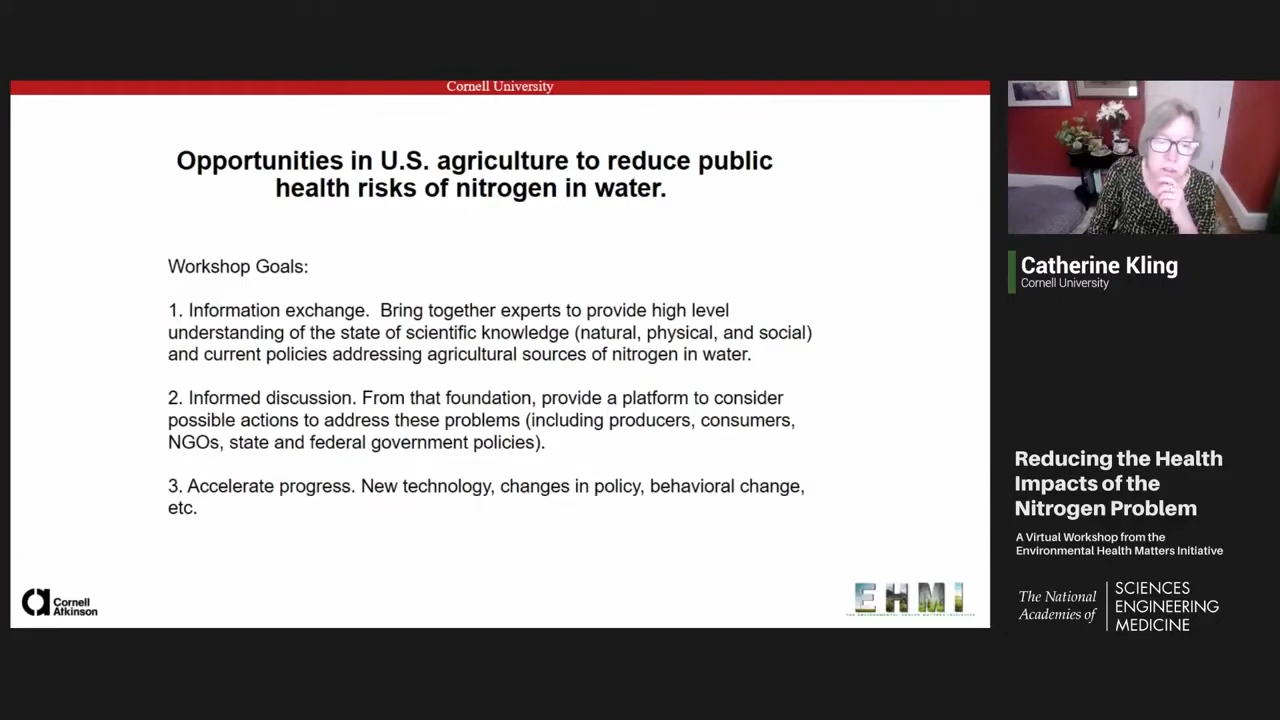 Cornell University
Opportunities in U.S. agriculture to reduce public
health risks of nitrogen in water.
Workshop Goals:
1. Information exchange.  Bring together experts to provide high level
understanding of the state of scientific knowledge (natural, physical, and social)
and current policies addressing agricultural sources of nitrogen in water.
2. Informed discussion. From that foundation, provide a platform to consider
possible actions to address these problems (including producers, consumers,
NGOs, state and federal government policies).
3. Accelerate progress. New technology, changes in policy, behavioral change,
etc.
Cornell
Atkinson
EHMI
THE ENVIRONMENTAL HEALTH MATTERS INITIATIVE
Catherine Kling
Cornell University
Reducing the Health
Impacts of the
Nitrogen Problem
A Virtual Workshop from the
Environmental Health Matters Initiative
The National
Academies of
SCIENCES
ENGINEERING
MEDICINE